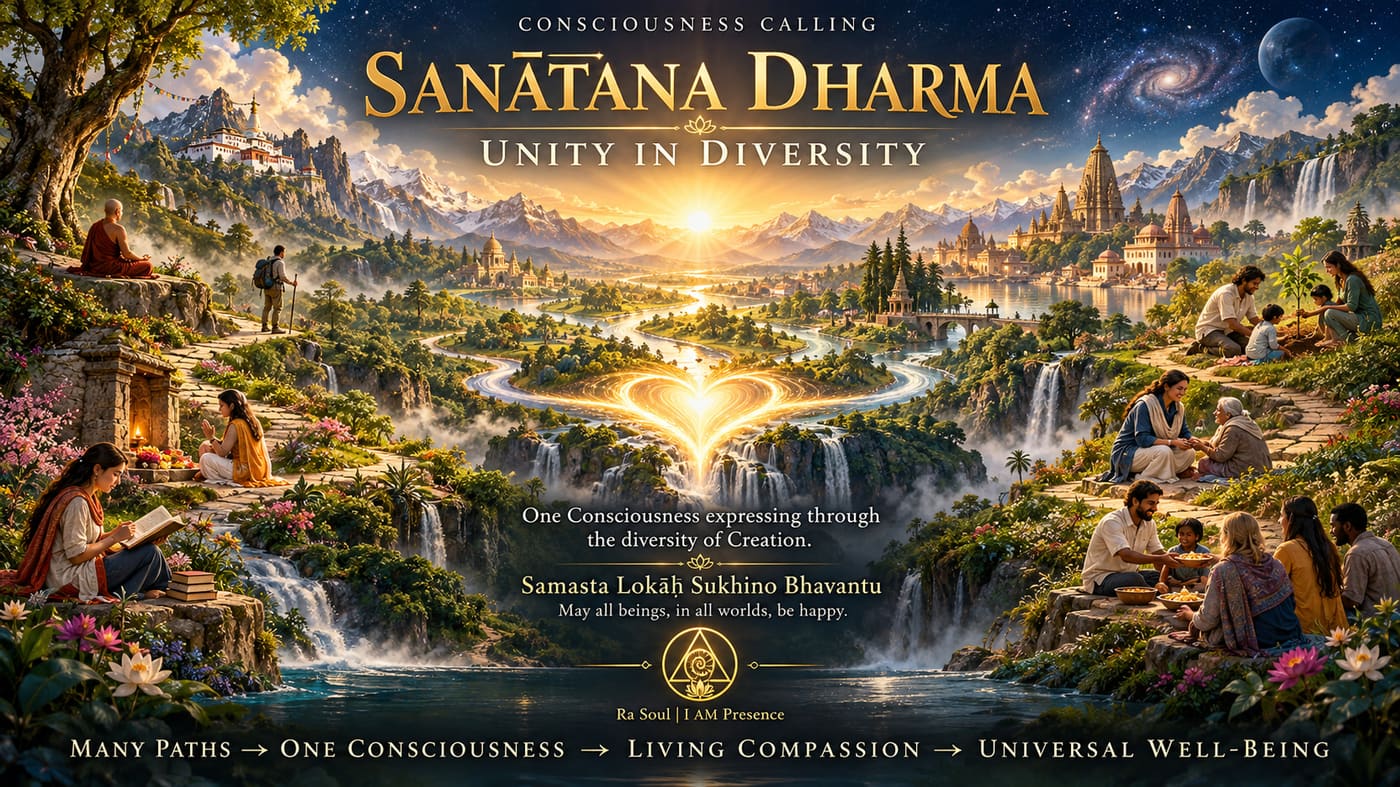 CONSCIOUSNESS CALLING
SANĀTANA DHARMA
UNITY IN DIVERSITY
One Consciousness expressing through
the diversity of Creation.
Samasta Lokāḥ Sukhino Bhavantu
May all beings, in all worlds, be happy.
Ra Soul | I AM Presence
MANY PATHS → ONE CONSCIOUSNESS → LIVING COMPASSION → UNIVERSAL WELL-BEING